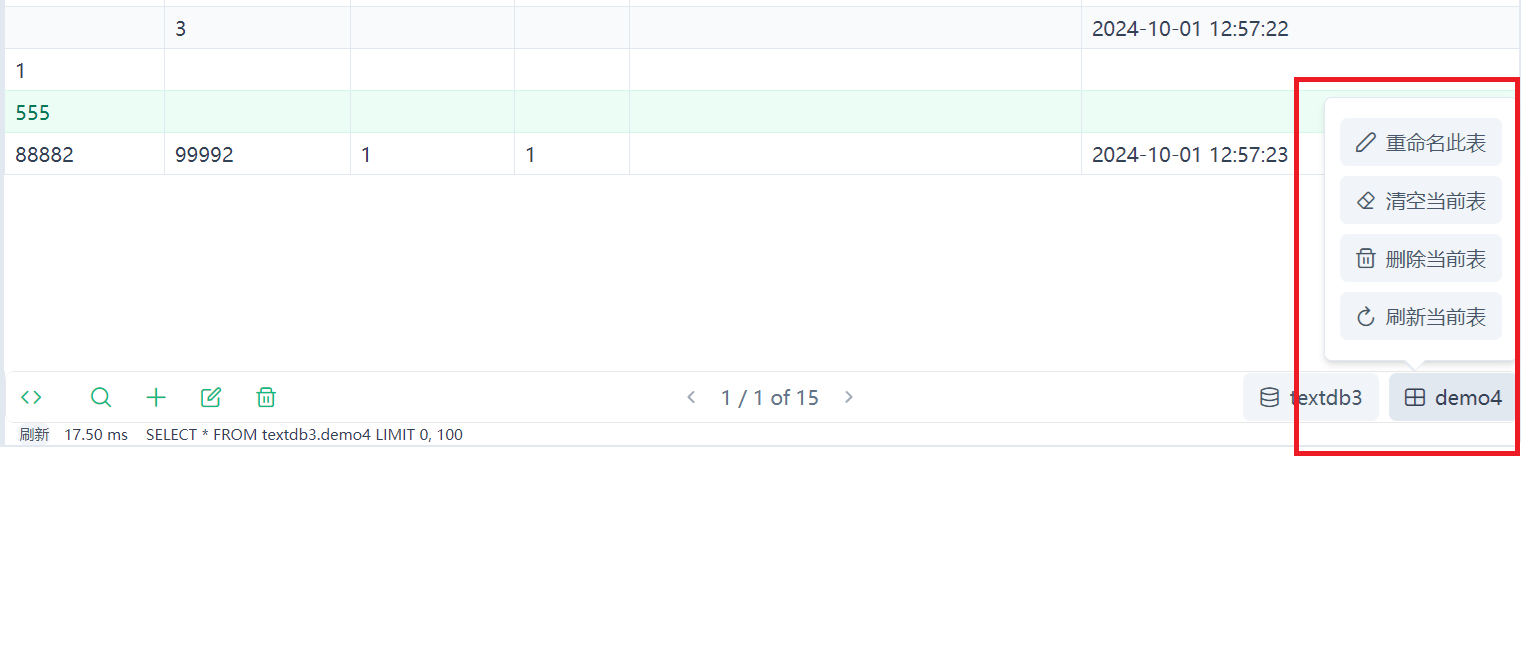 3 2024-10-01 12:57:22
1
555
88882 99992 1 1 2024-10-01 12:57:23
重命名此表
清空当前表
删除当前表
刷新当前表
1 / 1 of 15 textdb3 demo4
刷新 17.50 ms SELECT * FROM textdb3.demo4 LIMIT 0, 100